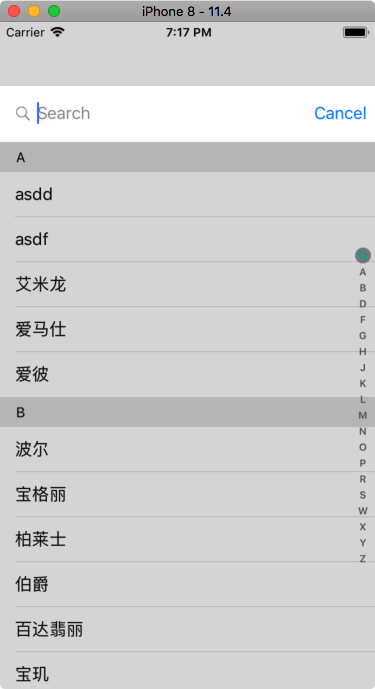 iPhone 8 - 11.4
Carrier 7:17 PM
Search Cancel
A
asdd
asdf
艾米龙
爱马仕
爱彼
B
波尔
宝格丽
柏莱士
伯爵
百达翡丽
宝玑
A
B
D
F
G
H
J
K
L
M
N
O
P
R
S
W
X
Y
Z